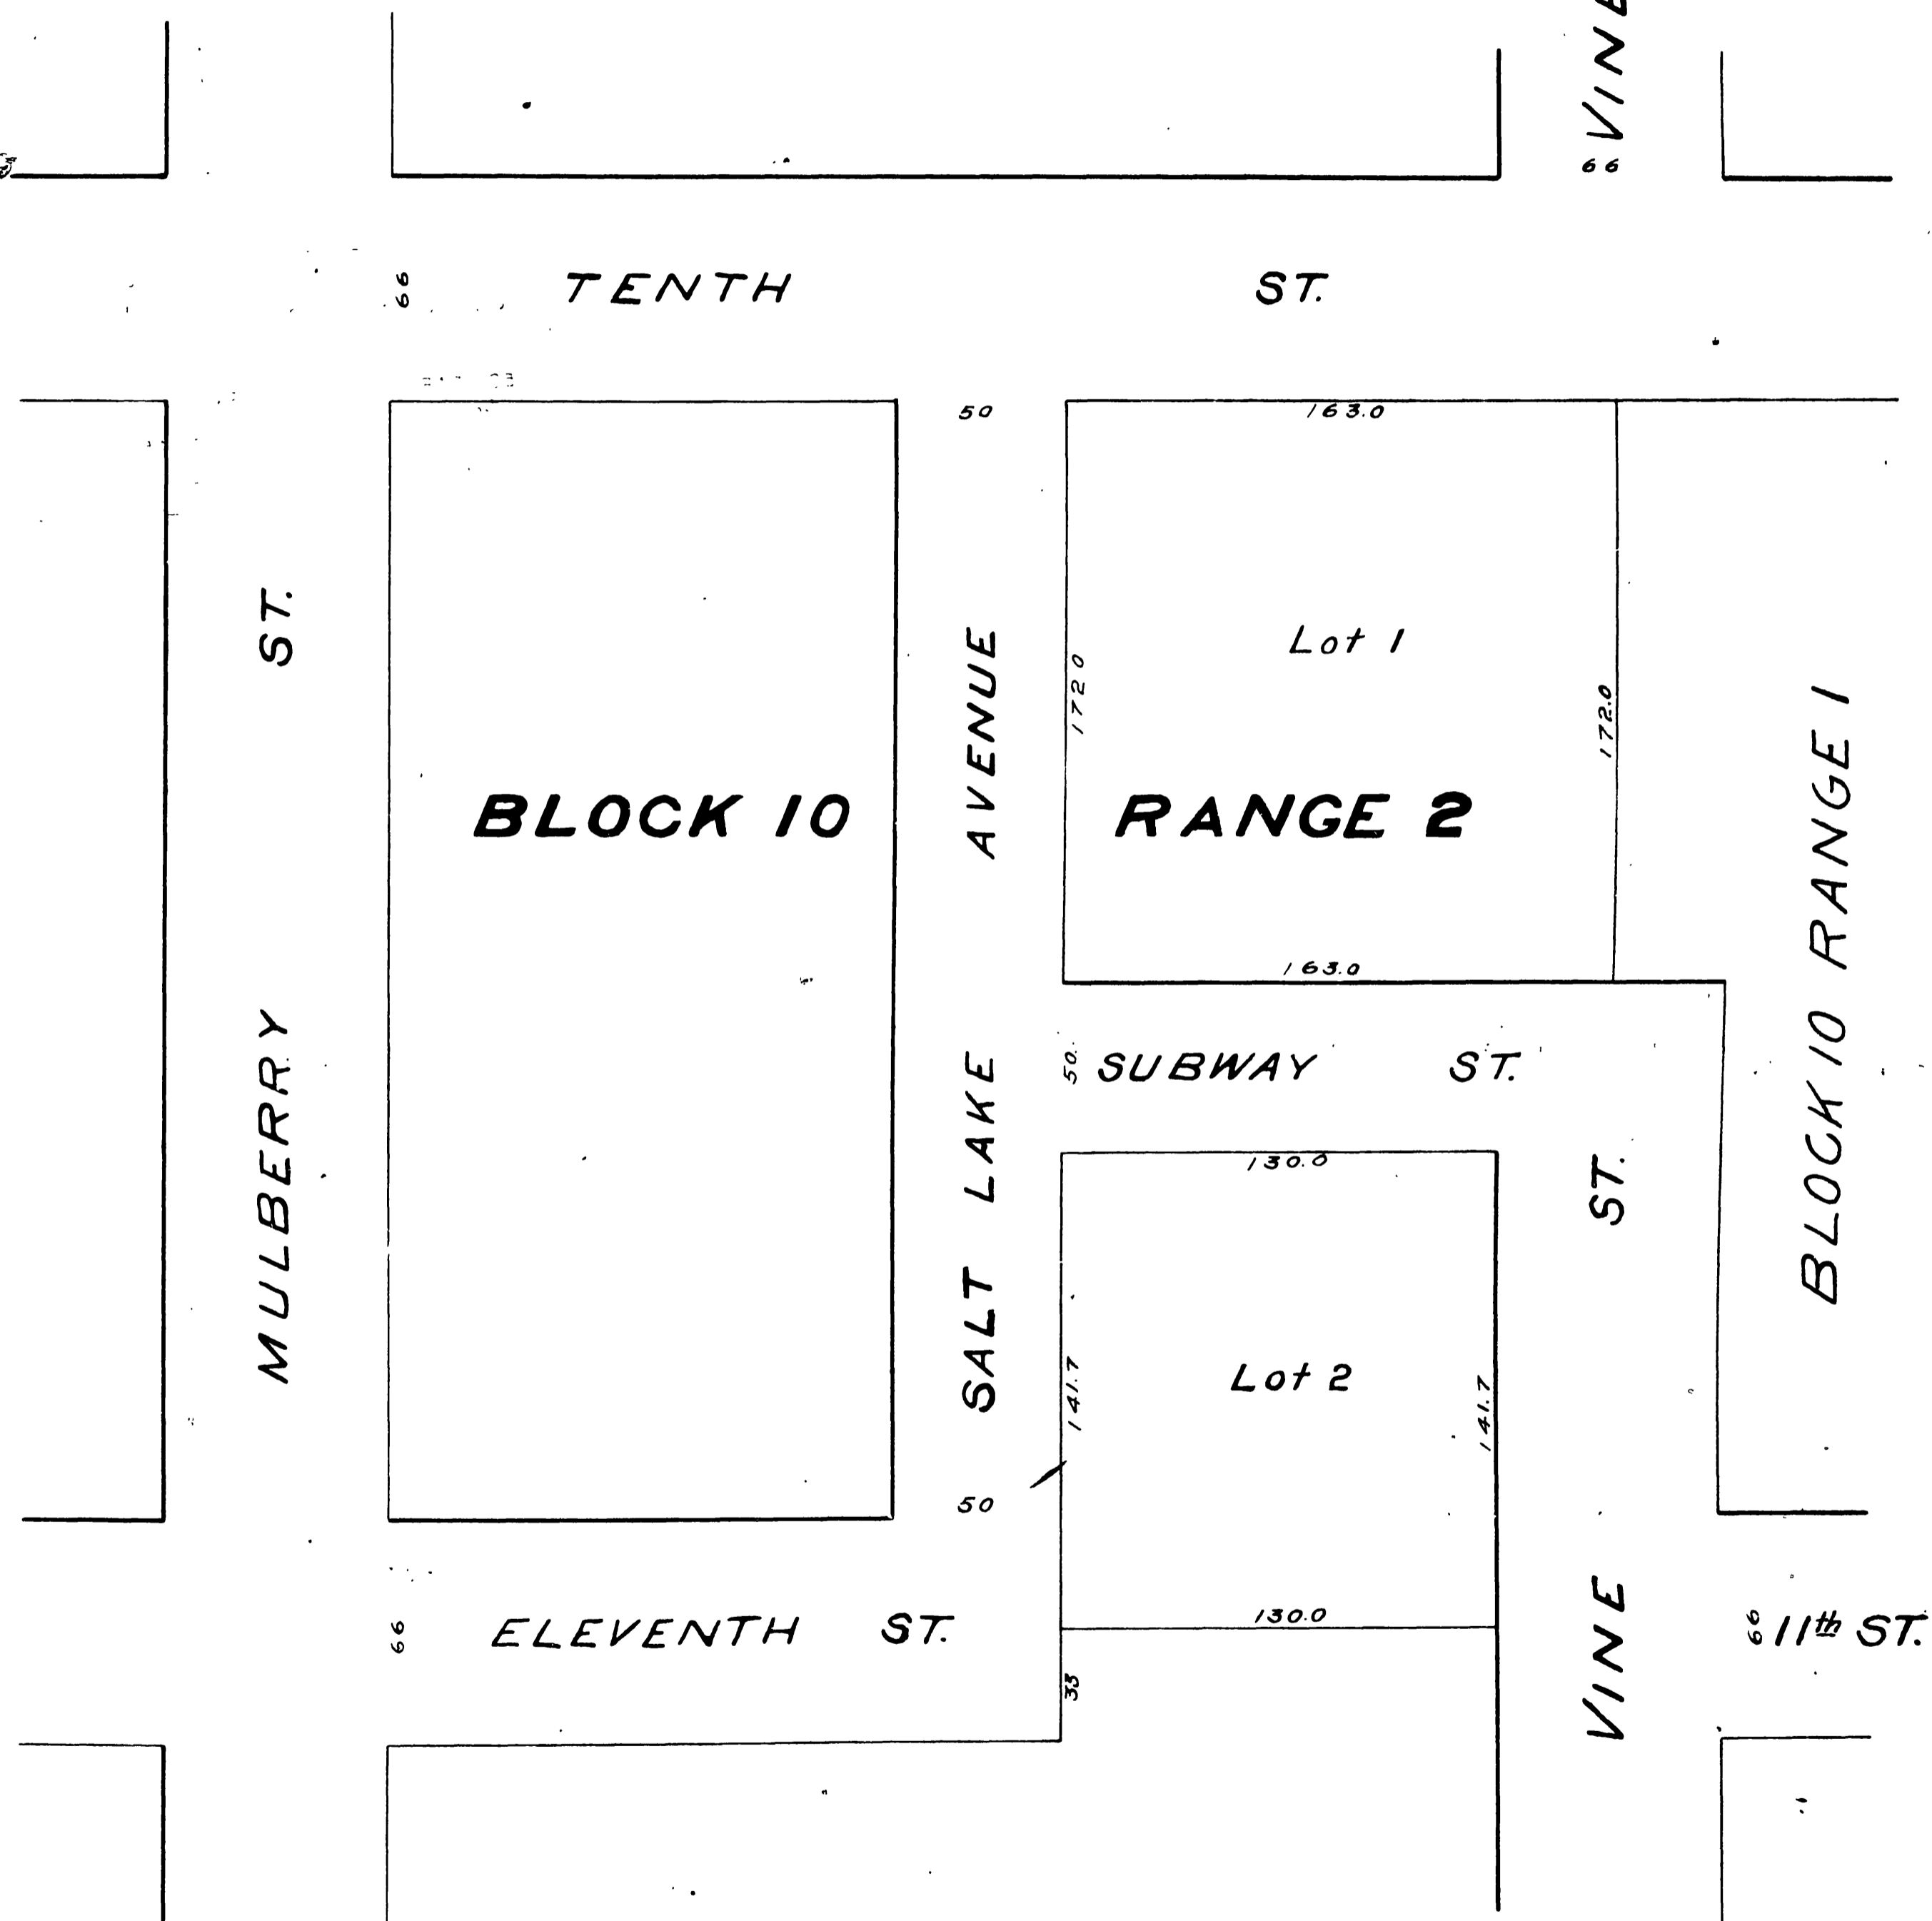 VINE
66
66
TENTH ST.
50
163.0
MULBERRY ST.
Lot 1
172 0
172.0
BLOCK 10
RANGE 2
SALT LAKE AVENUE
BLOCK 10 RANGE 1
163.0
50.
SUBWAY ST.
130.0
Lot 2
141.7
141.7
50
VINE ST.
130.0
66
ELEVENTH ST.
66
11th ST.
33